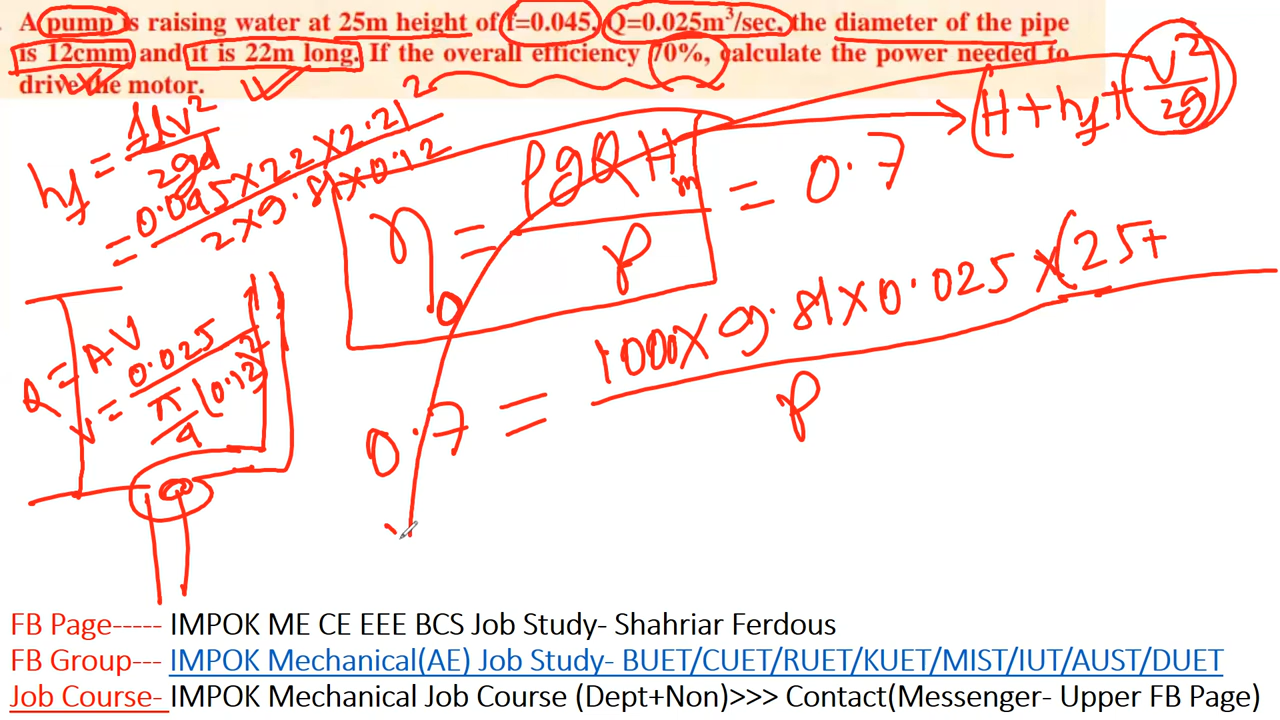 A pump is raising water at 25m height of f=0.045, Q=0.025m³/sec, the diameter of the pipe
is 12cmm and it is 22m long. If the overall efficiency 70%, calculate the power needed to
drive the motor.
hf = flv²/2gd
= 0.045×22×2.21²/2×9.81×0.12
η₀ = ρgQHm/P = 0.7
(H + hf + v²/2g
Q = AV
V = 0.025/π/4(0.12)²
0.7 = 1000×9.81×0.025×(25+/P
FB Page----- IMPOK ME CE EEE BCS Job Study- Shahriar Ferdous
FB Group--- IMPOK Mechanical(AE) Job Study- BUET/CUET/RUET/KUET/MIST/IUT/AUST/DUET
Job Course- IMPOK Mechanical Job Course (Dept+Non)>>> Contact(Messenger- Upper FB Page)